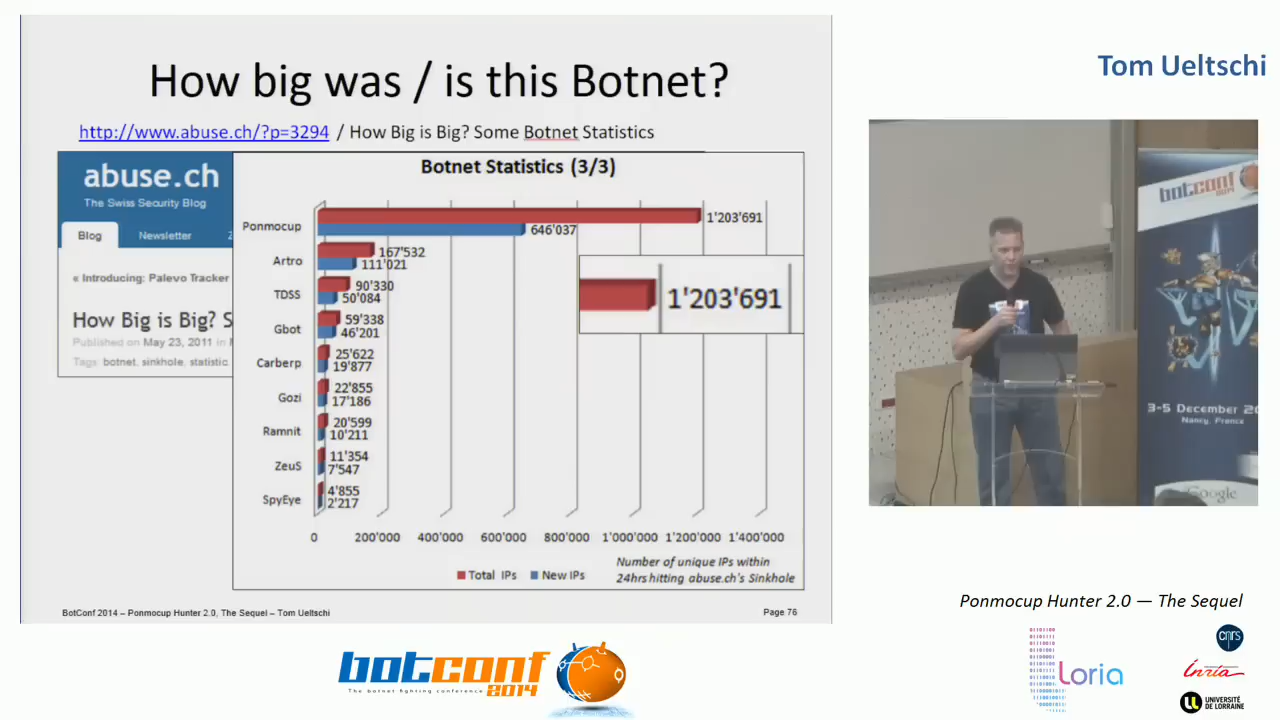 How big was / is this Botnet?
http://www.abuse.ch/?p=3294 / How Big is Big? Some Botnet Statistics
abuse.ch
The Swiss Security Blog
Blog
Newsletter
« Introducing: Palevo Tracker
How Big is Big? S
Published on May 23, 2011 in
Tags: botnet, sinkhole, statistic
Botnet Statistics (3/3)
Ponmocup
1'203'691
646'037
Artro
167'532
111'021
TDSS
90'330
50'084
Gbot
59'338
46'201
Carberp
25'622
19'877
Gozi
22'855
17'186
Ramnit
20'599
10'211
ZeuS
11'354
7'547
SpyEye
4'855
2'217
1'203'691
0
200'000
400'000
600'000
800'000
1'000'000
1'200'000
1'400'000
Total IPs
New IPs
Number of unique IPs within
24hrs hitting abuse.ch's Sinkhole
BotConf 2014 – Ponmocup Hunter 2.0, The Sequel – Tom Ueltschi
Page 76
Tom Ueltschi
botconf
2014
3-5 December 20
Nancy, France
Google
Ponmocup Hunter 2.0 — The Sequel
botconf
The botnet fighting conference
2014
Loria
cnrs
Inria
UNIVERSITÉ
DE LORRAINE